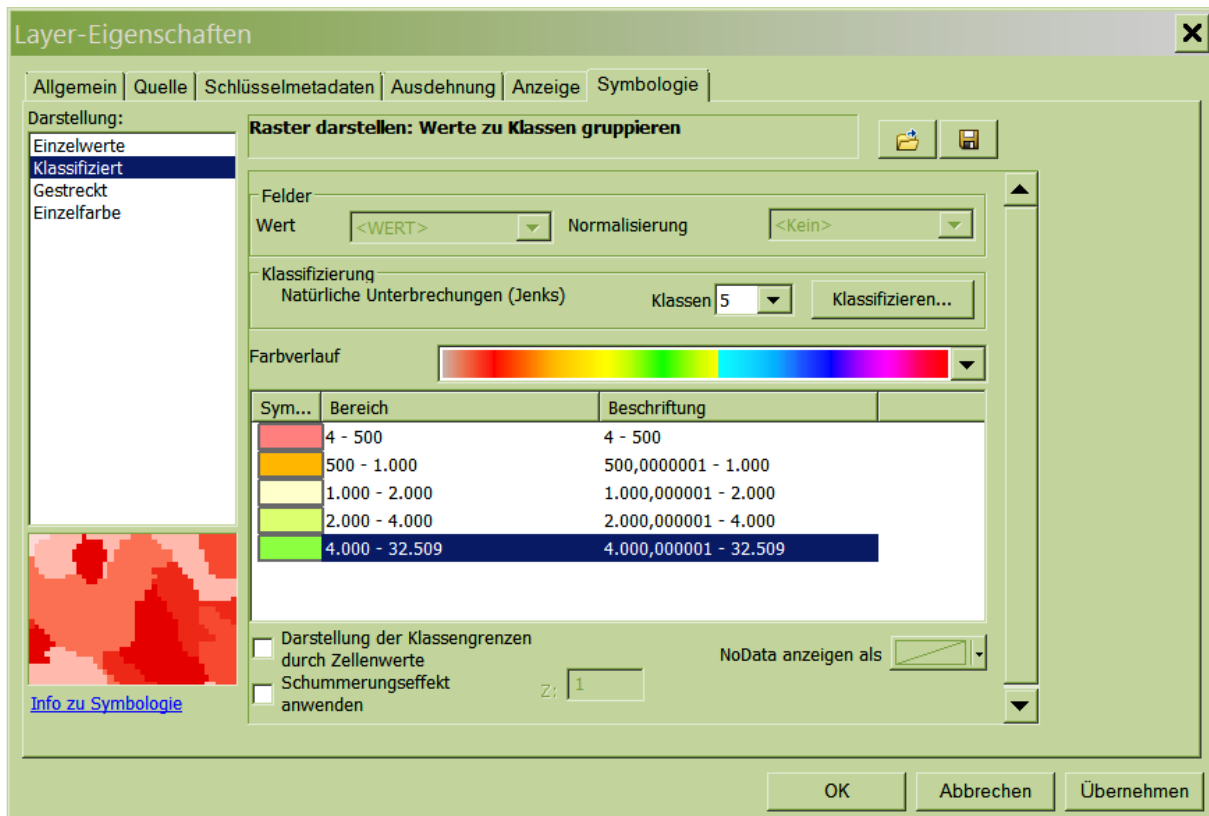 Layer-Eigenschaften
Allgemein Quelle Schlüsselmetadaten Ausdehnung Anzeige Symbologie
Darstellung:
Einzelwerte
Klassifiziert
Gestreckt
Einzelfarbe
Info zu Symbologie
Raster darstellen: Werte zu Klassen gruppieren
Felder
Wert <WERT> Normalisierung <Kein>
Klassifizierung
Natürliche Unterbrechungen (Jenks) Klassen 5 Klassifizieren...
Farbverlauf
Sym... Bereich Beschriftung
4 - 500 4 - 500
500 - 1.000 500,0000001 - 1.000
1.000 - 2.000 1.000,000001 - 2.000
2.000 - 4.000 2.000,000001 - 4.000
4.000 - 32.509 4.000,000001 - 32.509
Darstellung der Klassengrenzen
durch Zellenwerte
NoData anzeigen als
Schummerungseffekt
anwenden
Z: 1
OK Abbrechen Übernehmen